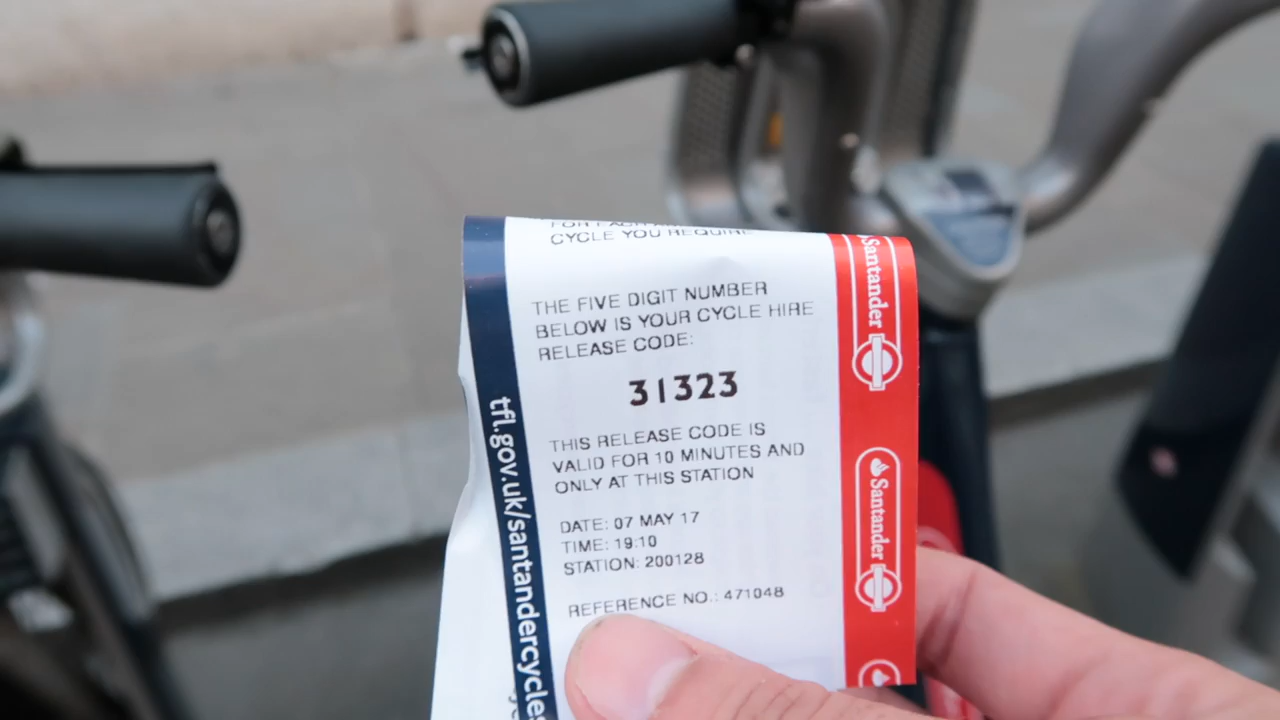 FOR EACH
CYCLE YOU REQUIRE
THE FIVE DIGIT NUMBER
BELOW IS YOUR CYCLE HIRE
RELEASE CODE:
31323
THIS RELEASE CODE IS
VALID FOR 10 MINUTES AND
ONLY AT THIS STATION
DATE: 07 MAY 17
TIME: 19:10
STATION: 200128
REFERENCE NO.: 471048
tfl.gov.uk/santandercycles
Santander
Santander